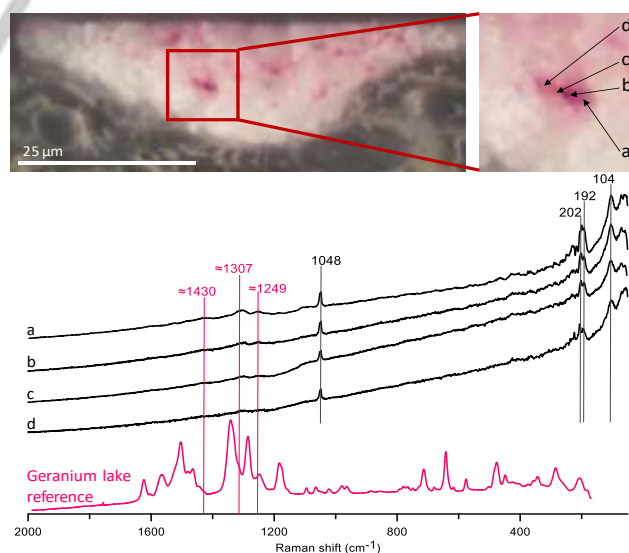 d
c
b
a
25 µm
104
192
202
≈1307
1048
≈1430
≈1249
a
b
c
d
Geranium lake
reference
2000
1600
1200
800
400
Raman shift (cm⁻¹)